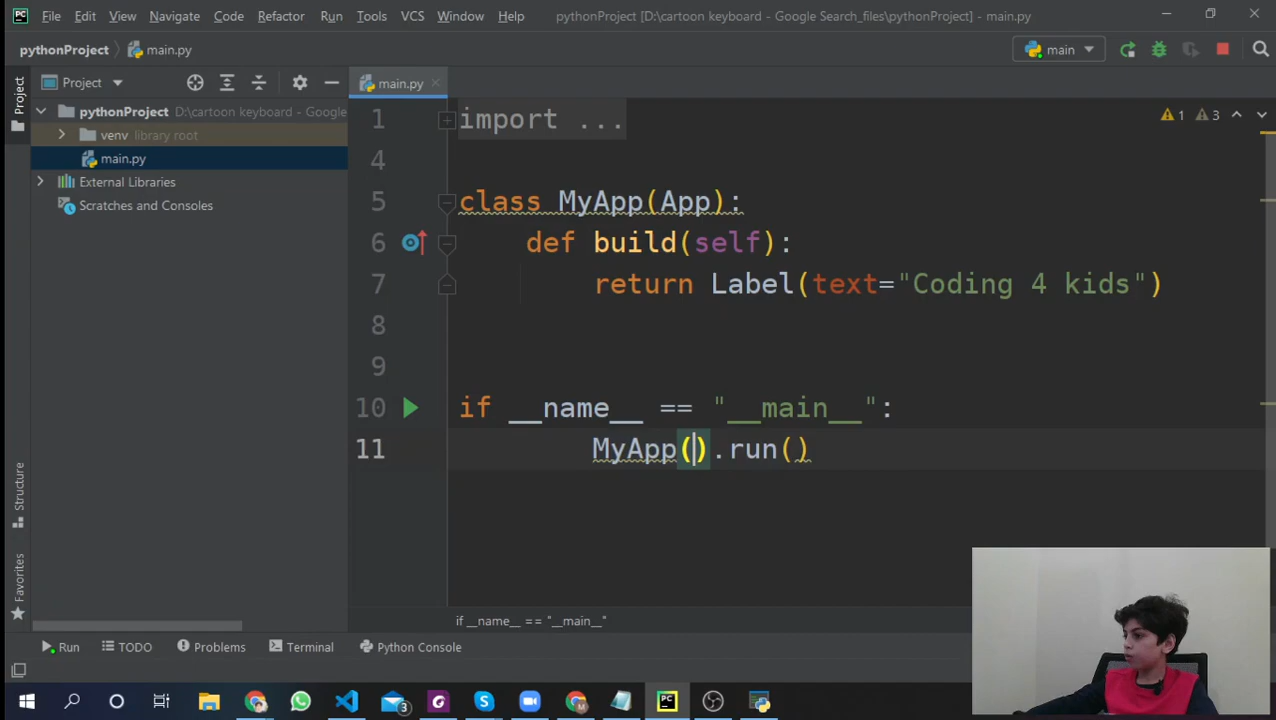 File Edit View Navigate Code Refactor Run Tools VCS Window Help pythonProject [D:\cartoon keyboard - Google Search_files\pythonProject] - main.py
pythonProject main.py main
Project main.py
Project
pythonProject D:\cartoon keyboard - Google
venv library root
main.py
External Libraries
Scratches and Consoles
1 import ...
1 3
4
5 class MyApp(App):
6 def build(self):
7 return Label(text="Coding 4 kids")
8
9
10 if __name__ == "__main__":
11 MyApp().run()
Structure
Favorites
if __name__ == "__main__"
Run TODO Problems Terminal Python Console
3